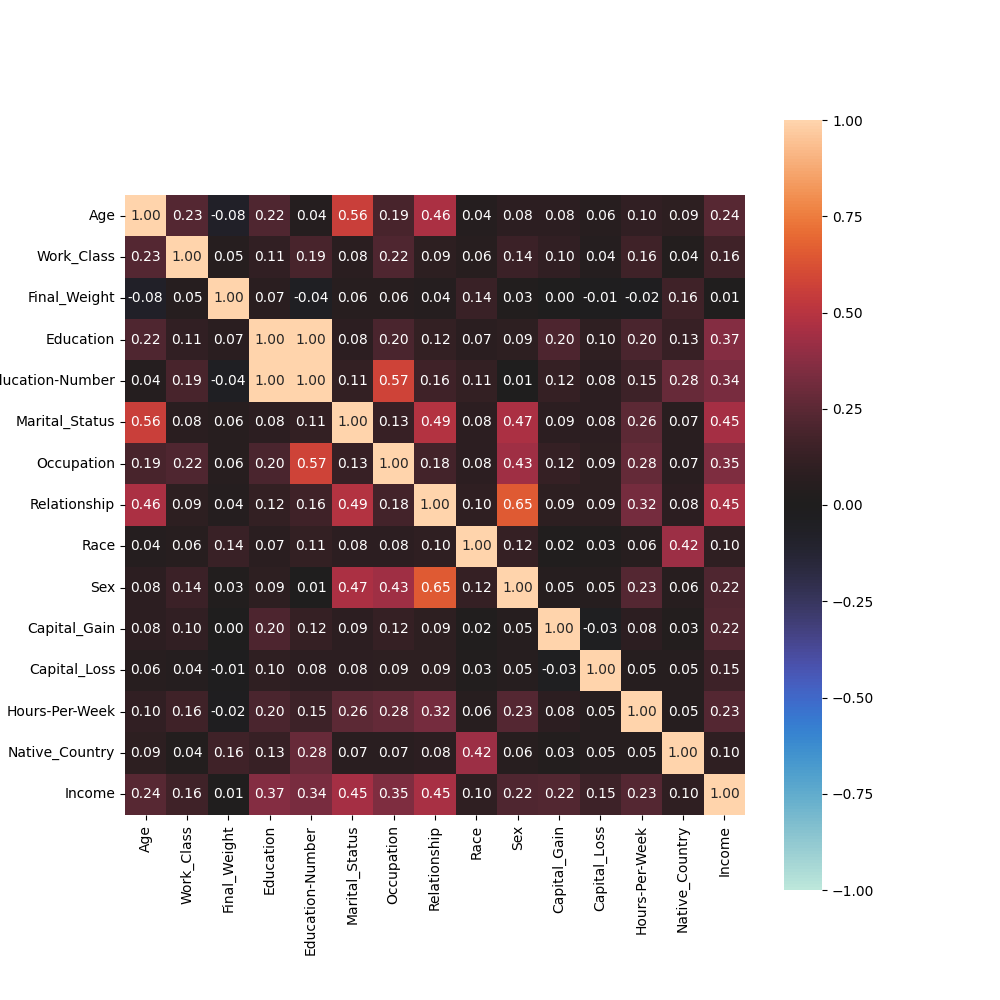 1.00
Age 1.00 0.23 -0.08 0.22 0.04 0.56 0.19 0.46 0.04 0.08 0.08 0.06 0.10 0.09 0.24
0.75
Work_Class 0.23 1.00 0.05 0.11 0.19 0.08 0.22 0.09 0.06 0.14 0.10 0.04 0.16 0.04 0.16
Final_Weight -0.08 0.05 1.00 0.07 -0.04 0.06 0.06 0.04 0.14 0.03 0.00 -0.01 -0.02 0.16 0.01
0.50
Education 0.22 0.11 0.07 1.00 1.00 0.08 0.20 0.12 0.07 0.09 0.20 0.10 0.20 0.13 0.37
ucation-Number 0.04 0.19 -0.04 1.00 1.00 0.11 0.57 0.16 0.11 0.01 0.12 0.08 0.15 0.28 0.34
0.25
Marital_Status 0.56 0.08 0.06 0.08 0.11 1.00 0.13 0.49 0.08 0.47 0.09 0.08 0.26 0.07 0.45
Occupation 0.19 0.22 0.06 0.20 0.57 0.13 1.00 0.18 0.08 0.43 0.12 0.09 0.28 0.07 0.35
Relationship 0.46 0.09 0.04 0.12 0.16 0.49 0.18 1.00 0.10 0.65 0.09 0.09 0.32 0.08 0.45
0.00
Race 0.04 0.06 0.14 0.07 0.11 0.08 0.08 0.10 1.00 0.12 0.02 0.03 0.06 0.42 0.10
Sex 0.08 0.14 0.03 0.09 0.01 0.47 0.43 0.65 0.12 1.00 0.05 0.05 0.23 0.06 0.22
−0.25
Capital_Gain 0.08 0.10 0.00 0.20 0.12 0.09 0.12 0.09 0.02 0.05 1.00 -0.03 0.08 0.03 0.22
Capital_Loss 0.06 0.04 -0.01 0.10 0.08 0.08 0.09 0.09 0.03 0.05 -0.03 1.00 0.05 0.05 0.15
−0.50
Hours-Per-Week 0.10 0.16 -0.02 0.20 0.15 0.26 0.28 0.32 0.06 0.23 0.08 0.05 1.00 0.05 0.23
Native_Country 0.09 0.04 0.16 0.13 0.28 0.07 0.07 0.08 0.42 0.06 0.03 0.05 0.05 1.00 0.10
−0.75
Income 0.24 0.16 0.01 0.37 0.34 0.45 0.35 0.45 0.10 0.22 0.22 0.15 0.23 0.10 1.00
−1.00
Age
Work_Class
Final_Weight
Education
Education-Number
Marital_Status
Occupation
Relationship
Race
Sex
Capital_Gain
Capital_Loss
Hours-Per-Week
Native_Country
Income